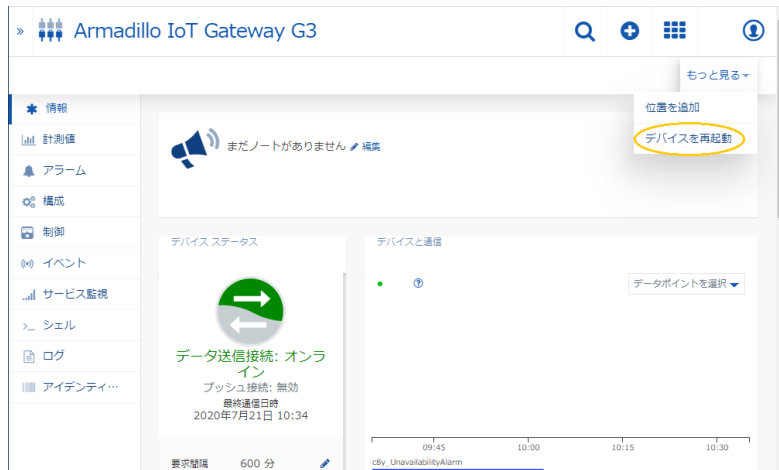 » Armadillo IoT Gateway G3
もっと見る
位置を追加
デバイスを再起動
情報
計測値
アラーム
構成
制御
イベント
サービス監視
>_ シェル
ログ
アイデンティ…
まだノートがありません 編集
デバイス ステータス
データ送信接続: オンラ
イン
プッシュ接続: 無効
最終通信日時
2020年7月21日 10:34
要求間隔 600 分
デバイスと通信
データポイントを選択
09:45 10:00 10:15 10:30
c8y_UnavailabilityAlarm